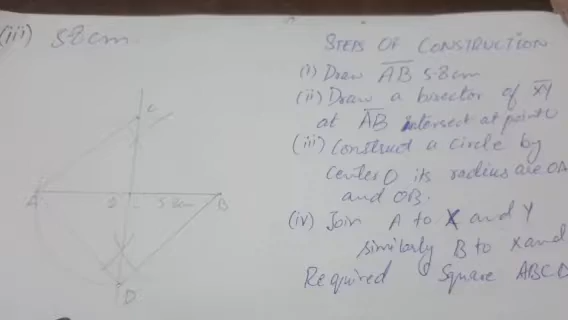 (iii) 5.8cm
STEPS OF CONSTRUCTION
(i) Draw AB 5.8cm
(ii) Draw a bisector of XY
at AB intersect at point O
(iii) Construct a circle by
center O its radius are OA
and OB.
(iv) Join A to X and Y
similarly B to X and
Required Square ABCD
C
A
5.8cm B
D